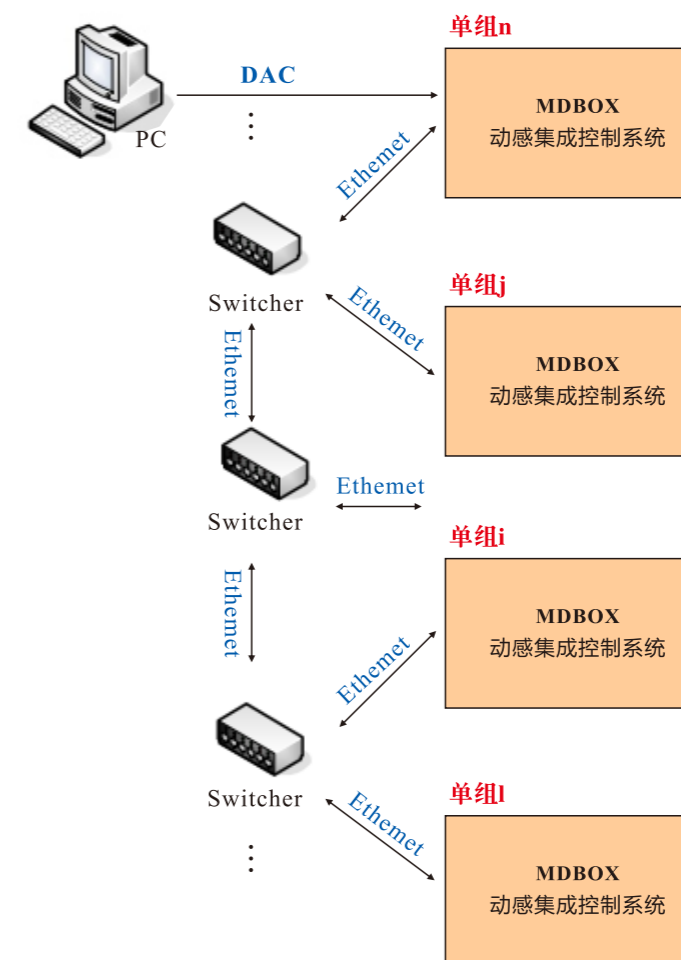 单组n
DAC
MDBOX
动感集成控制系统
PC
⋮
Ethemet
Switcher
单组j
Ethemet
Ethemet
MDBOX
动感集成控制系统
Ethemet
Switcher
单组i
Ethemet
MDBOX
动感集成控制系统
Ethemet
Switcher
单组l
Ethemet
⋮
MDBOX
动感集成控制系统